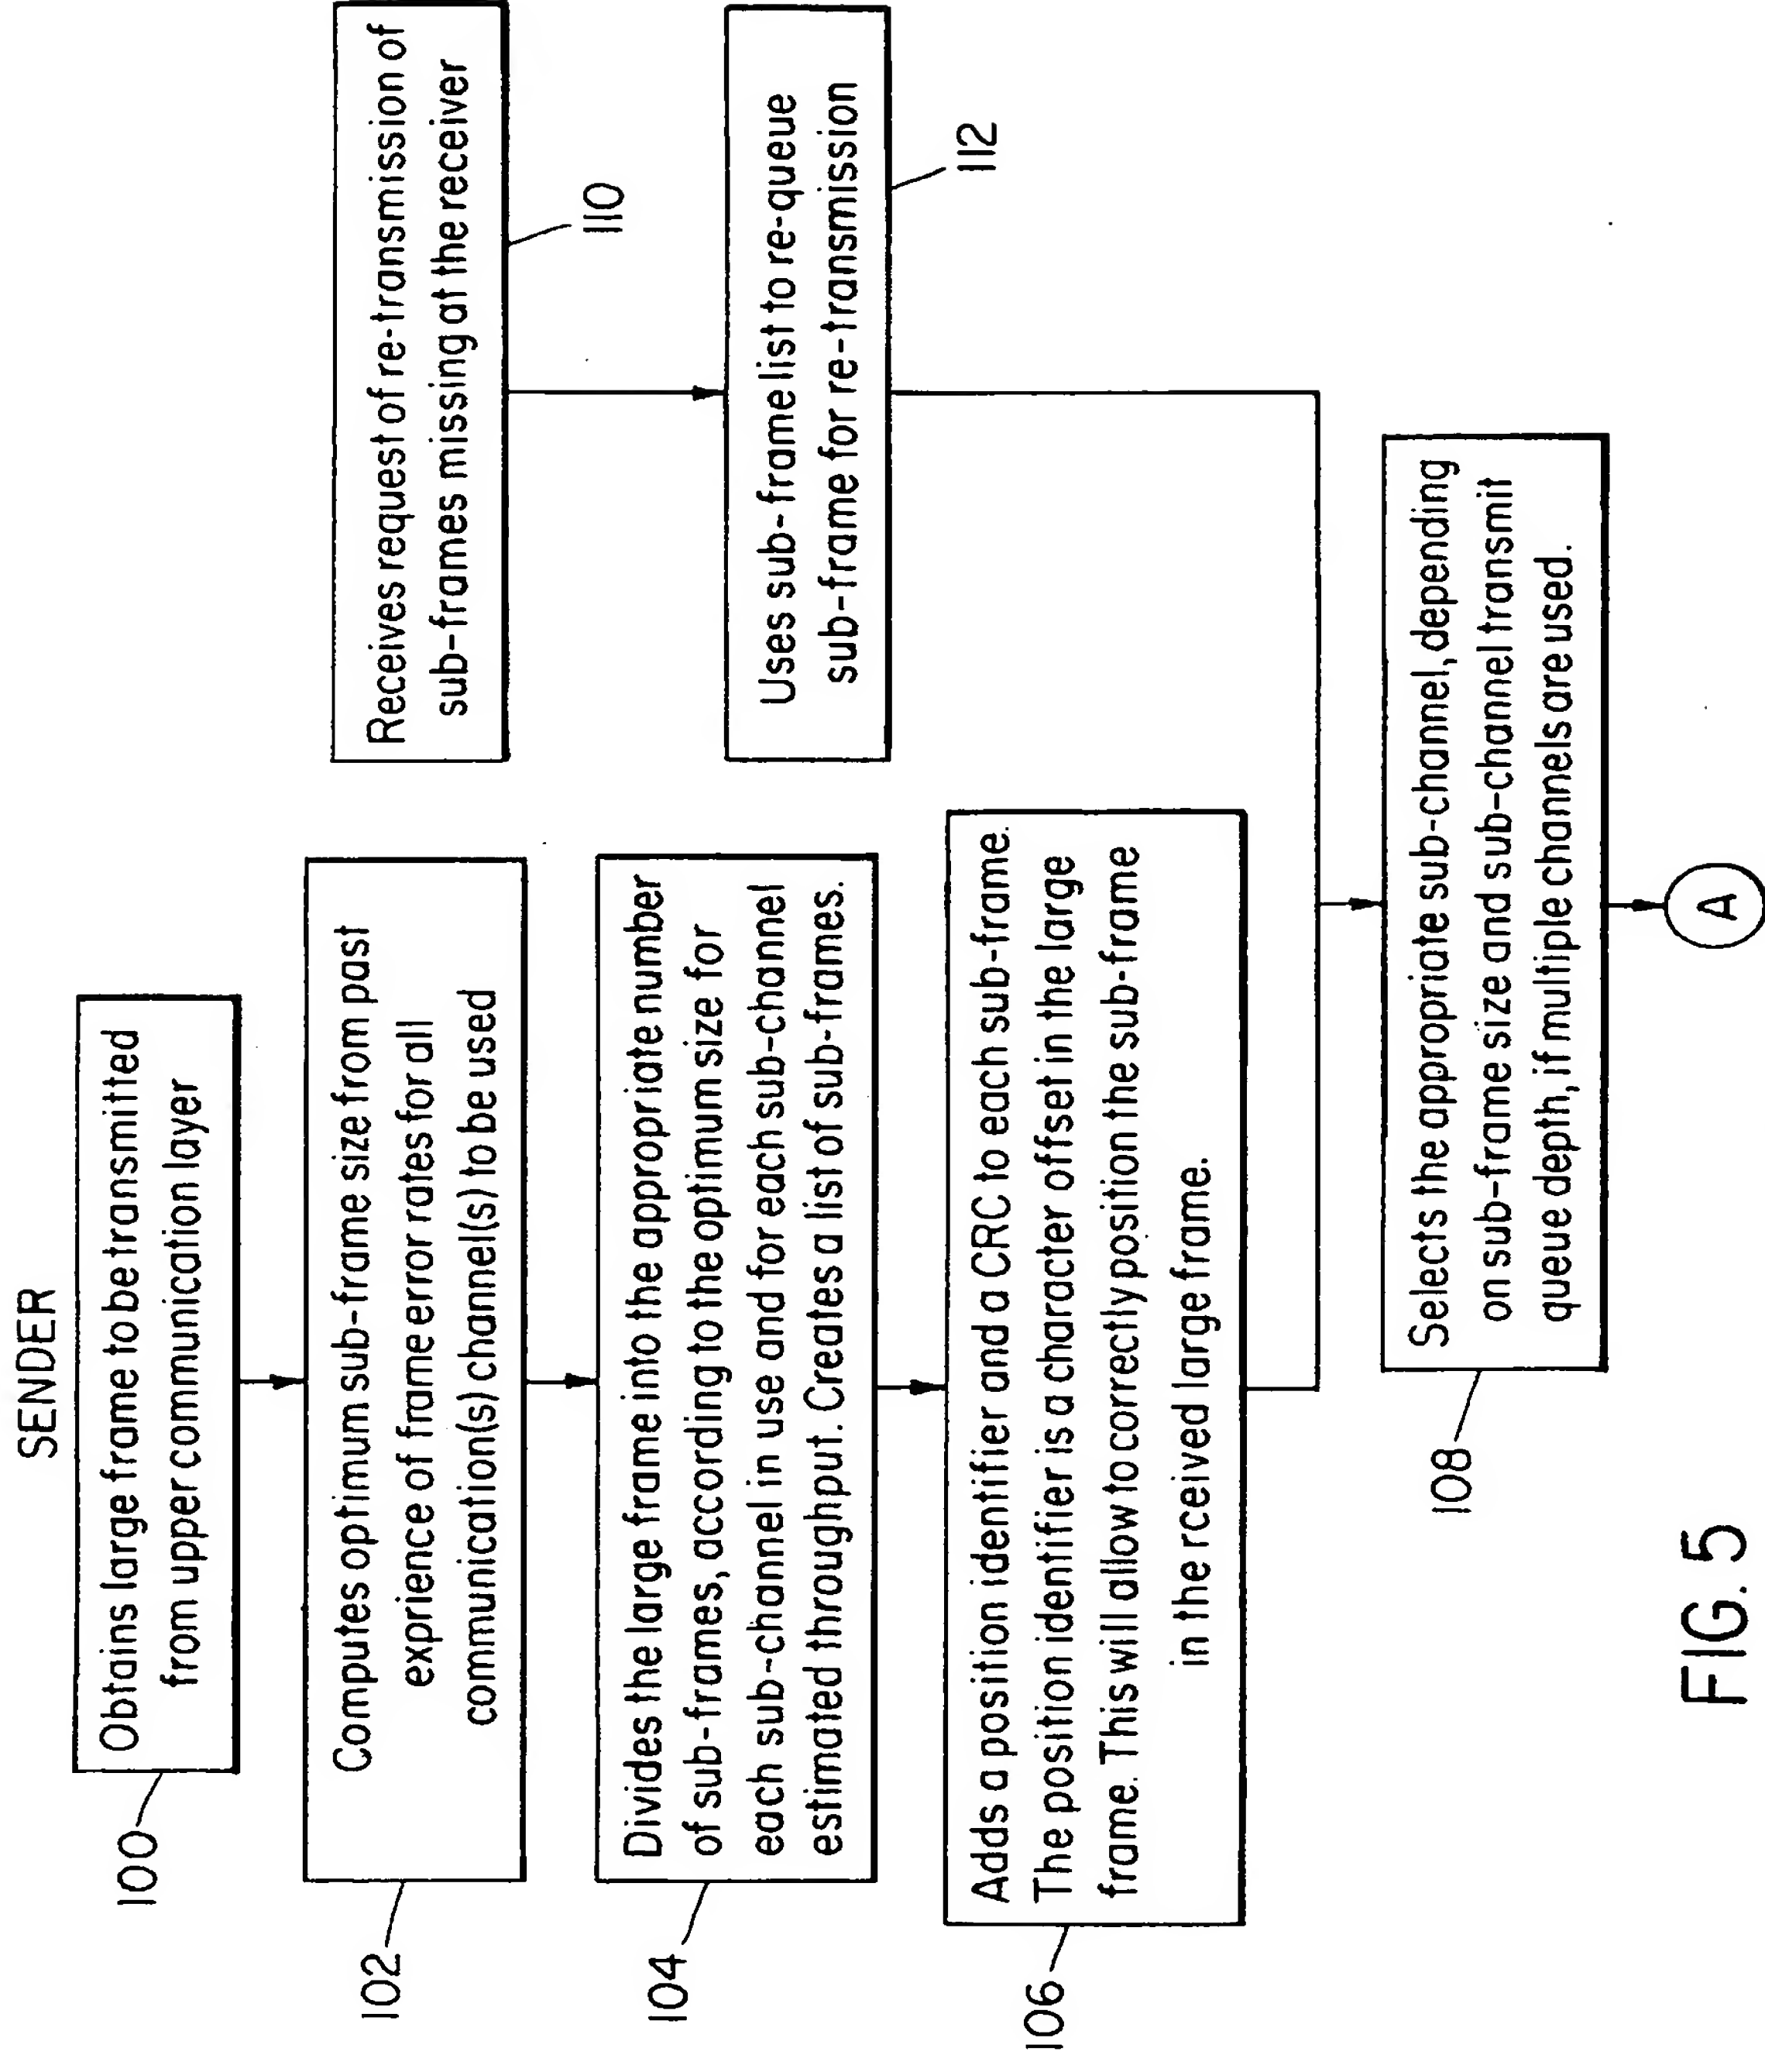 SENDER
100
Obtains large frame to be transmitted
from upper communication layer
102
Computes optimum sub-frame size from past
exprience of frame error rates for all
communication(s) channel(s) to be used
104
Divides the large frame into the appropriate number
of sub-frames, according to the optimum size for
each sub-channel in use and for each sub-channel
estimated throughput. Creates a list of sub-frames.
106
Adds a position identifier and a CRC to each sub-frame.
The position identifier is a character offset in the large
frame. This will allow to correctly position the sub-frame
in the rceived large frame.
Receives request of re-transmission of
sub-frames missing at the receiver
110
Uses sub-frame list to re-queue
sub-frame for re-transmission
112
108
Selects the appropriate sub-channel, depending
on sub-frame size and sub-channel transmit
queue depth, if multiple channels are used.
A
FIG. 5